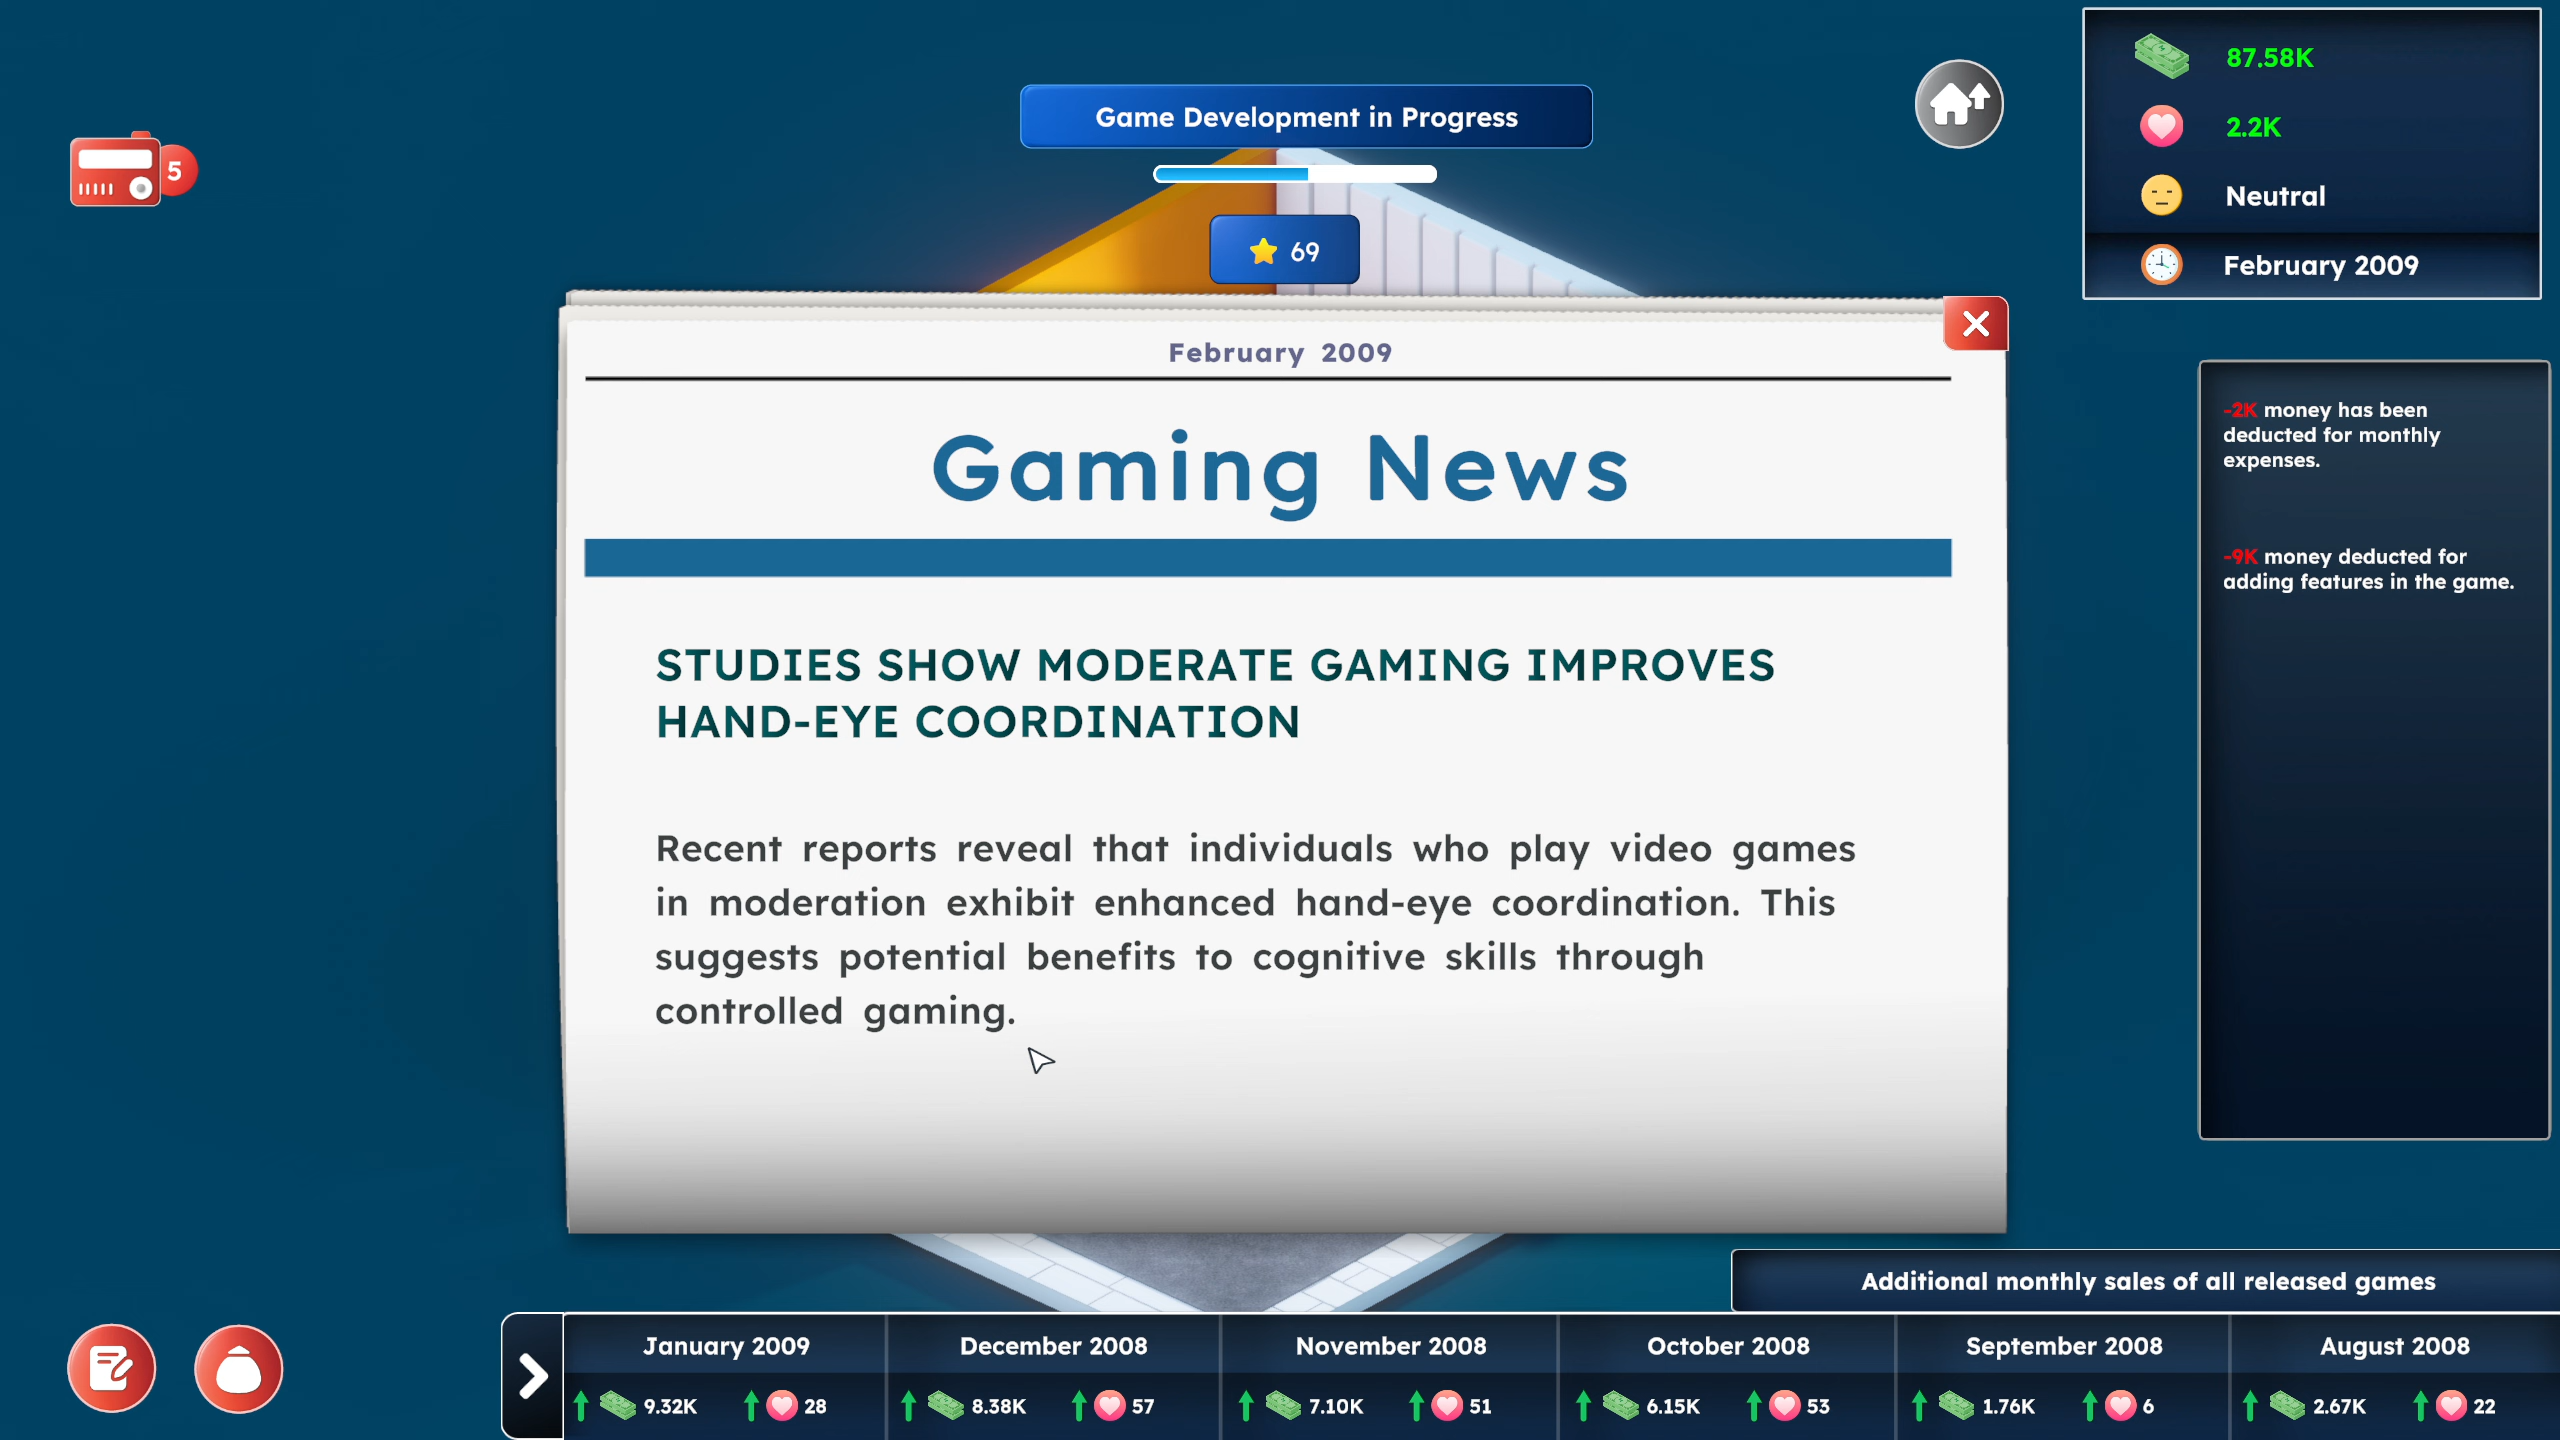 87.58K
2.2K
Neutral
February 2009
Game Development in Progress
5
69
February 2009
Gaming News
STUDIES SHOW MODERATE GAMING IMPROVES
HAND-EYE COORDINATION
Recent reports reveal that individuals who play video games
in moderation exhibit enhanced hand-eye coordination. This
suggests potential benefits to cognitive skills through
controlled gaming.
-2K money has been
deducted for monthly
expenses.
-9K money deducted for
adding features in the game.
Additional monthly sales of all released games
January 2009
9.32K 28
December 2008
8.38K 57
November 2008
7.10K 51
October 2008
6.15K 53
September 2008
1.76K 6
August 2008
2.67K 22